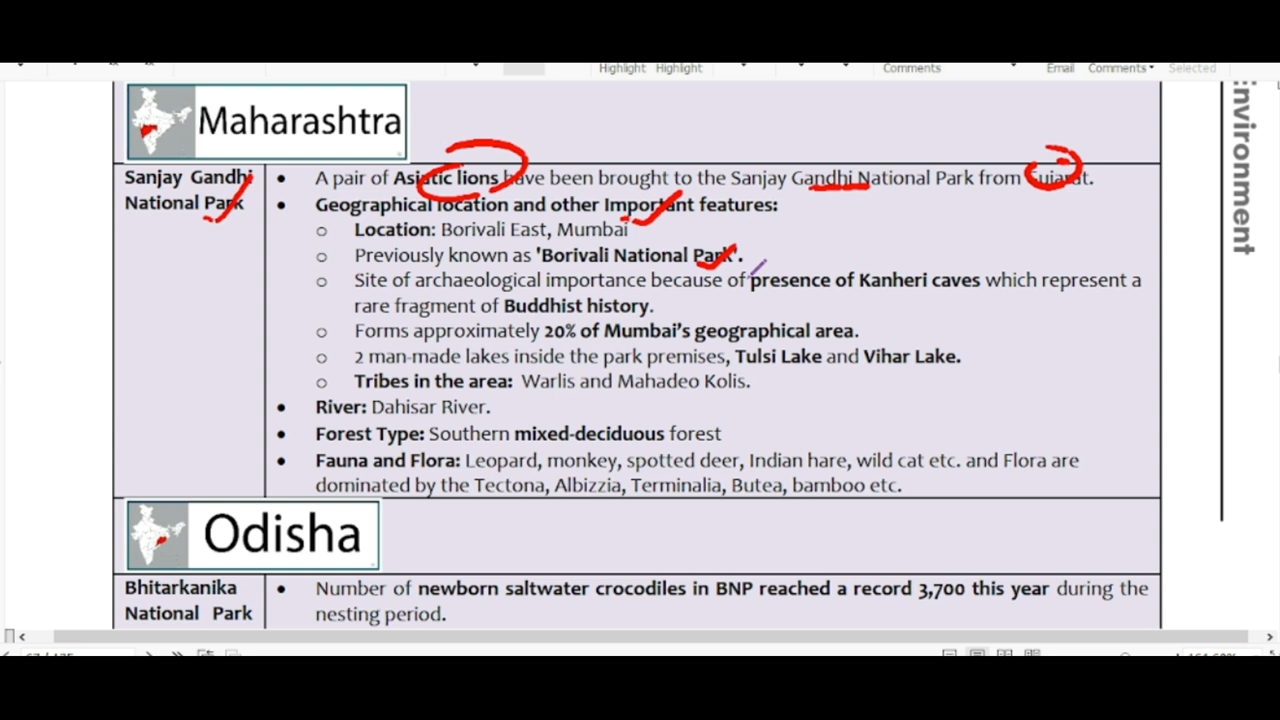 Highlight Highlight Comments Email Comments Selected
Maharashtra
Sanjay Gandhi National Park
• A pair of Asiatic lions have been brought to the Sanjay Gandhi National Park from Gujarat.
• Geographical location and other Important features:
o Location: Borivali East, Mumbai
o Previously known as 'Borivali National Park'.
o Site of archaeological importance because of presence of Kanheri caves which represent a
rare fragment of Buddhist history.
o Forms approximately 20% of Mumbai's geographical area.
o 2 man-made lakes inside the park premises, Tulsi Lake and Vihar Lake.
o Tribes in the area: Warlis and Mahadeo Kolis.
• River: Dahisar River.
• Forest Type: Southern mixed-deciduous forest
• Fauna and Flora: Leopard, monkey, spotted deer, Indian hare, wild cat etc. and Flora are
dominated by the Tectona, Albizzia, Terminalia, Butea, bamboo etc.
Odisha
Bhitarkanika
National Park
• Number of newborn saltwater crocodiles in BNP reached a record 3,700 this year during the
nesting period.
Environment